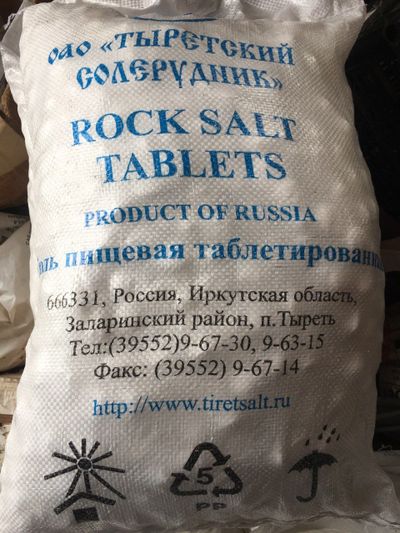 ОАО «ТЫРЕТСКИЙ
СОЛЕРУДНИК»
ROCK SALT
TABLETS
PRODUCT OF RUSSIA
оль пищевая таблетированн
666331, Россия, Иркутская область,
Заларинский район, п.Тыреть
Тел:(39552)9-67-30, 9-63-15
Факс: (39552) 9-67-14
http://www.tiretsalt.ru
5
PP